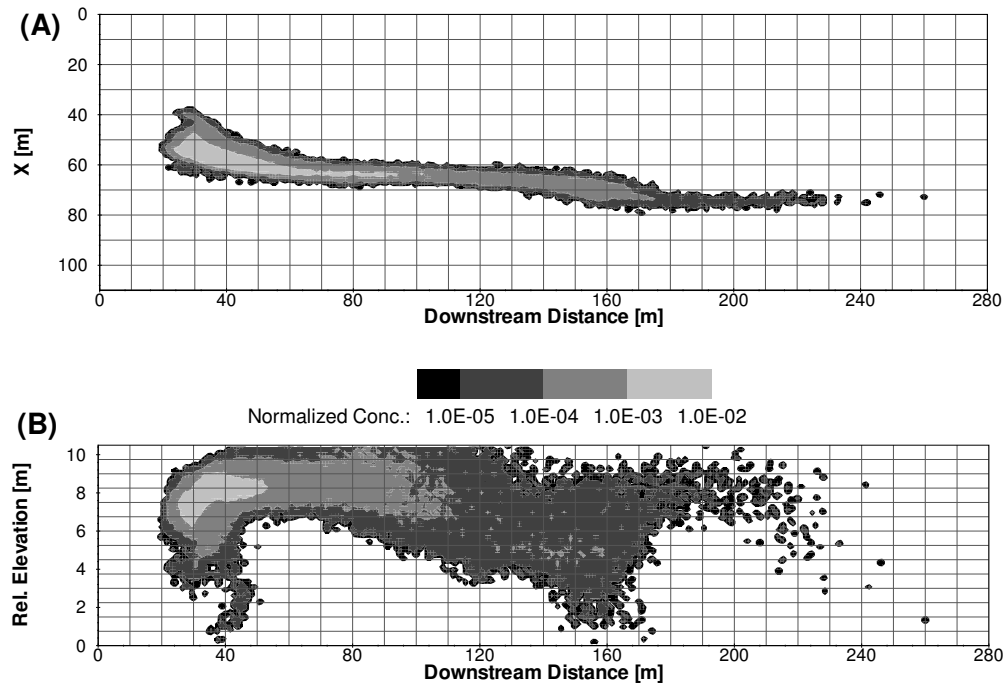 (A)
X [m]
0
20
40
60
80
100
0 40 80 120 160 200 240 280
Downstream Distance [m]
Normalized Conc.: 1.0E-05 1.0E-04 1.0E-03 1.0E-02
(B)
Rel. Elevation [m]
10
8
6
4
2
0
0 40 80 120 160 200 240 280
Downstream Distance [m]